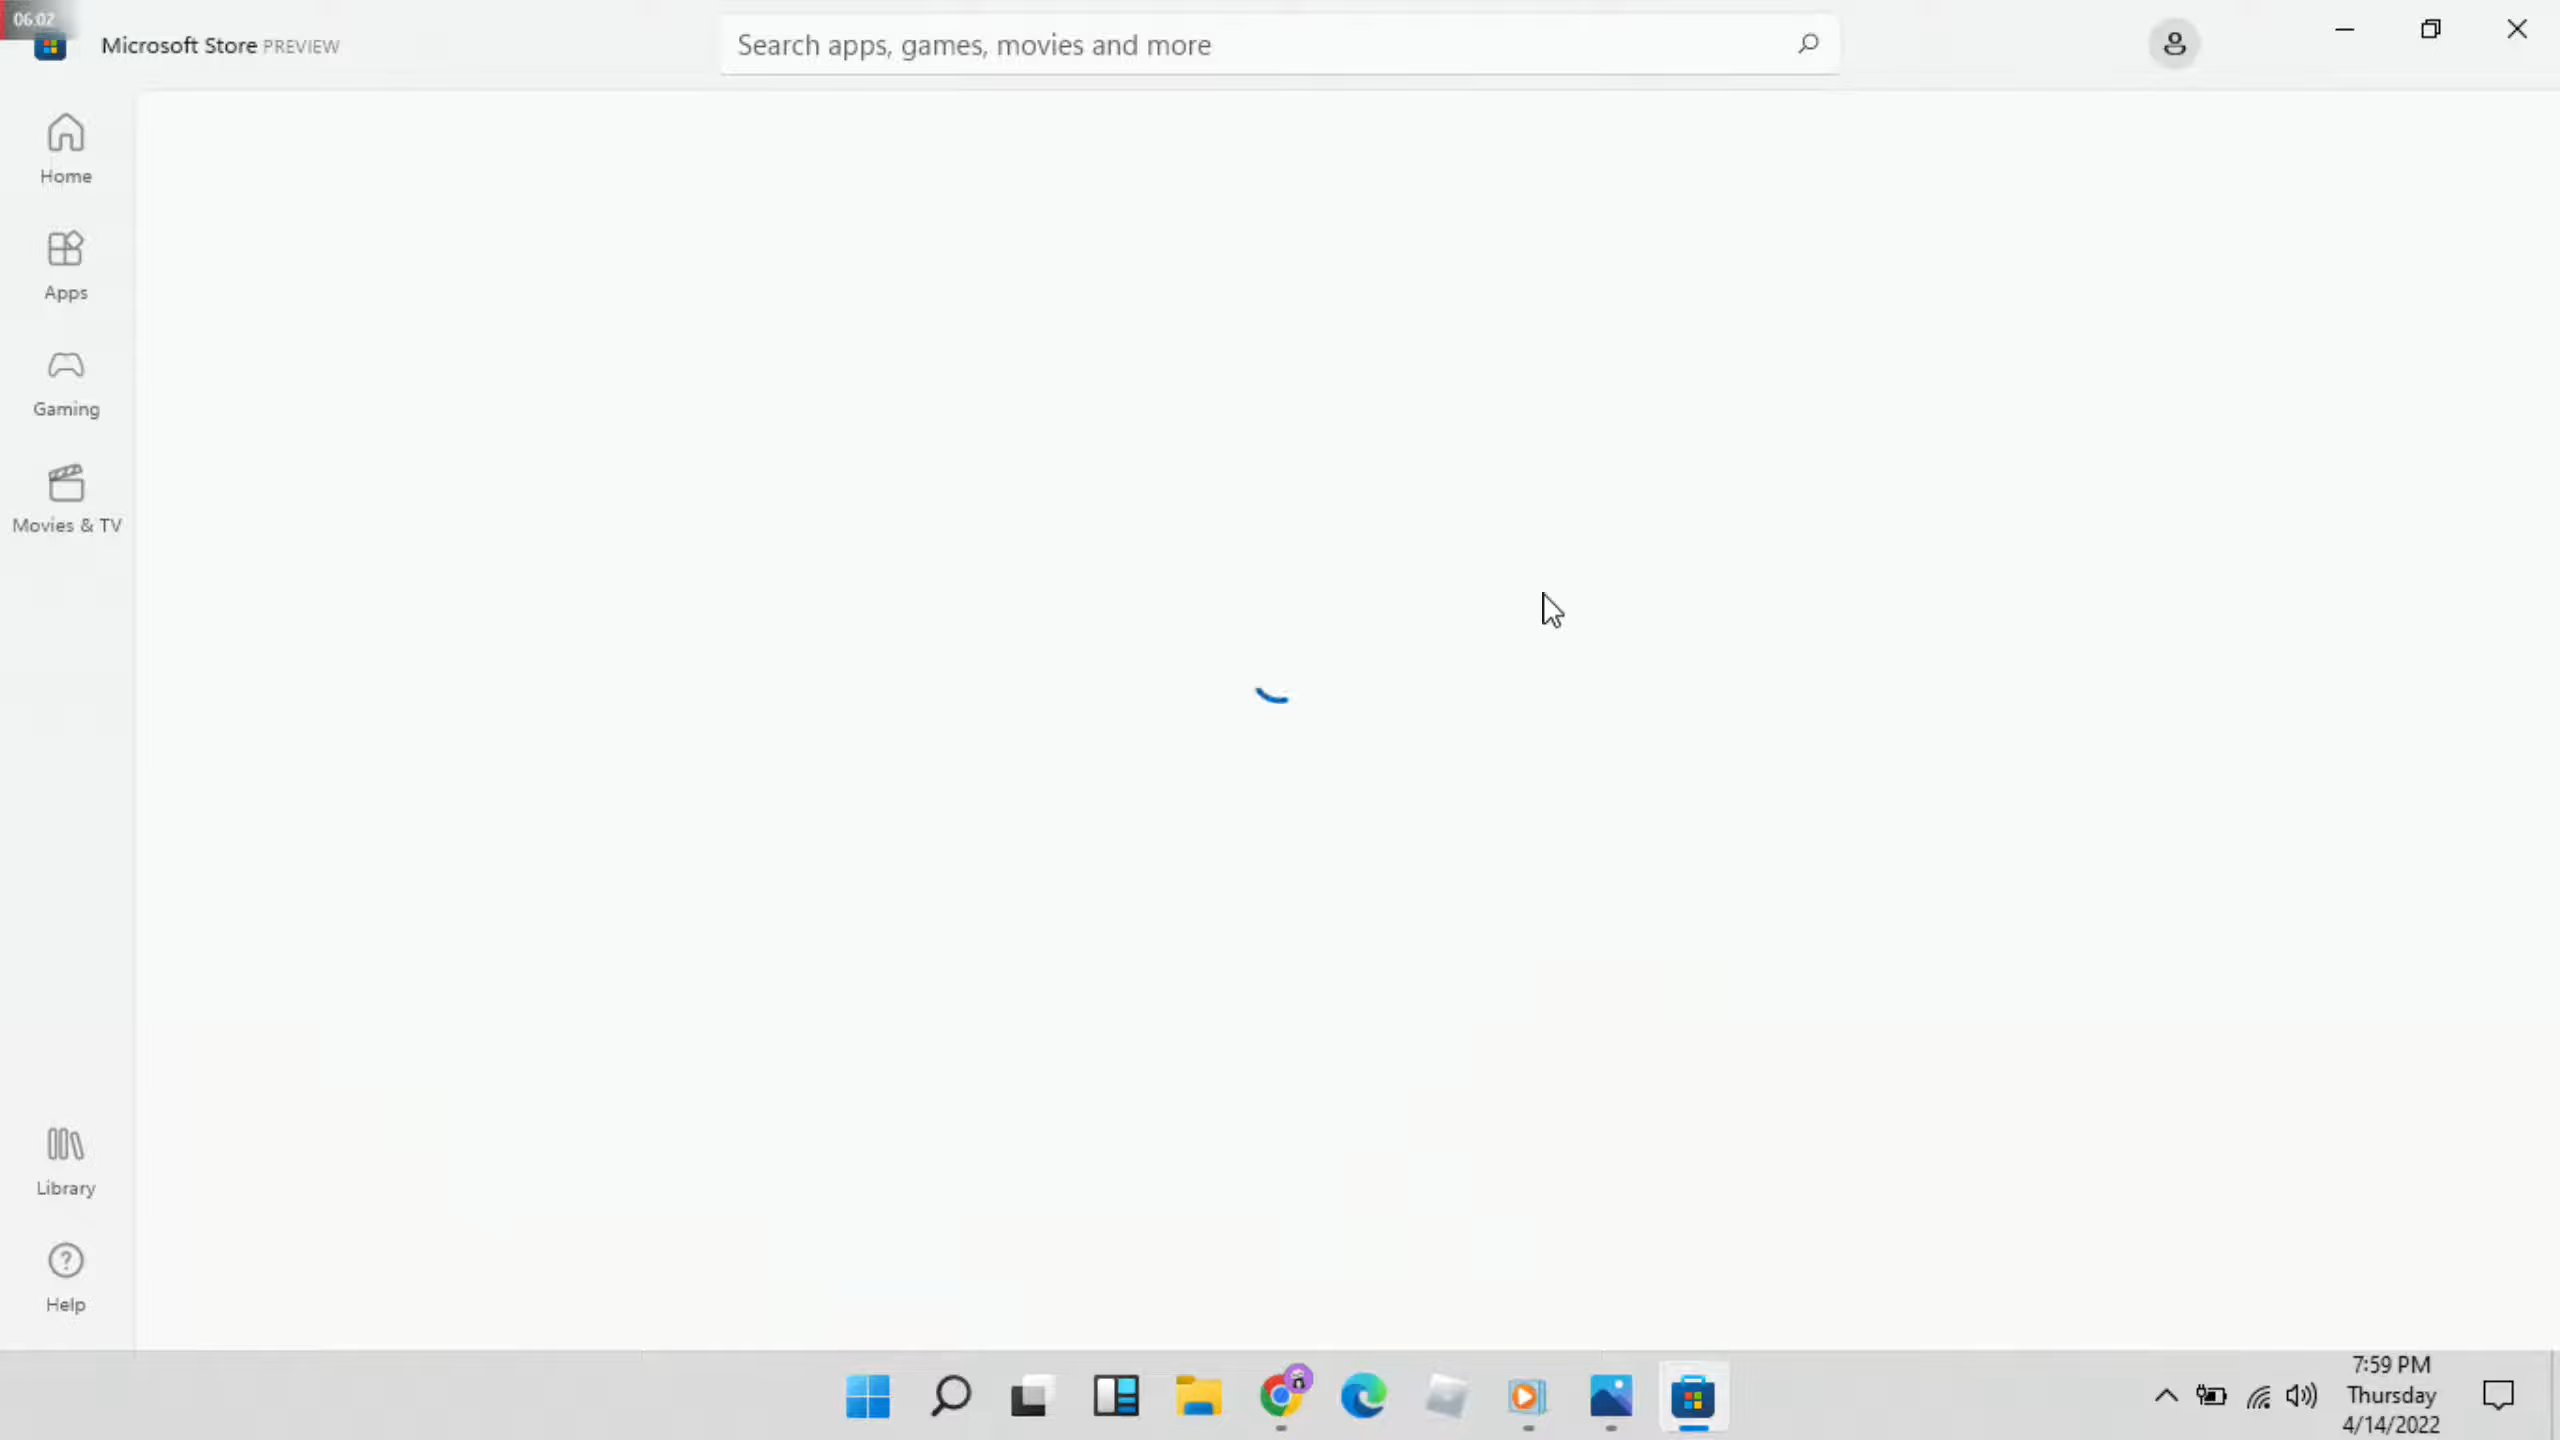 06:02
Microsoft Store PREVIEW
Search apps, games, movies and more
Home
Apps
Gaming
Movies & TV
Library
Help
7:59 PM
Thursday
4/14/2022